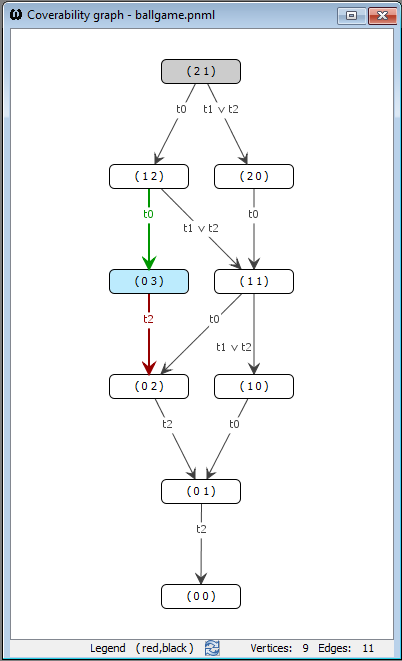 ω Coverability graph - ballgame.pnml
( 2 1 )
t0
t1 ∨ t2
( 1 2 )
( 2 0 )
t0
t0
t1 ∨ t2
( 0 3 )
( 1 1 )
t2
t0
t1 ∨ t2
( 0 2 )
( 1 0 )
t2
t0
( 0 1 )
t2
( 0 0 )
Legend ( red,black ) Vertices: 9 Edges: 11